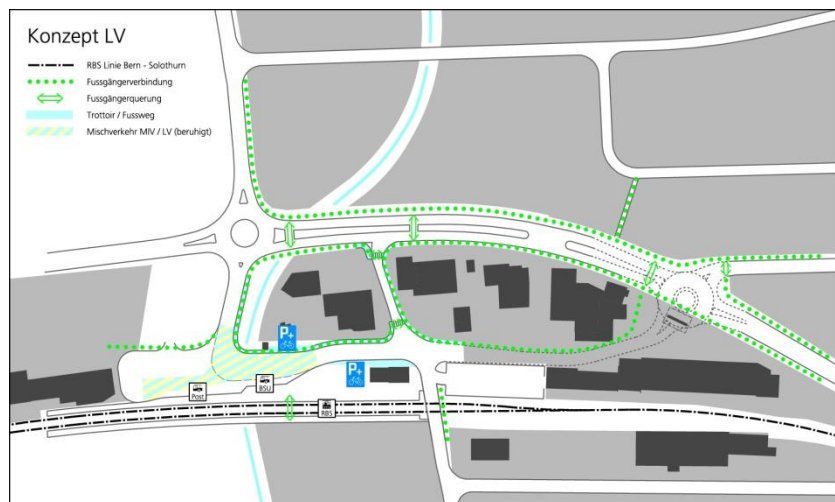 Konzept LV
RBS Linie Bern - Solothurn
Fussgängerverbindung
Fussgängerquerung
Trottoir / Fussweg
Mischverkehr MIV / LV (beruhigt)
P+
P+
Post
BSU
RBS